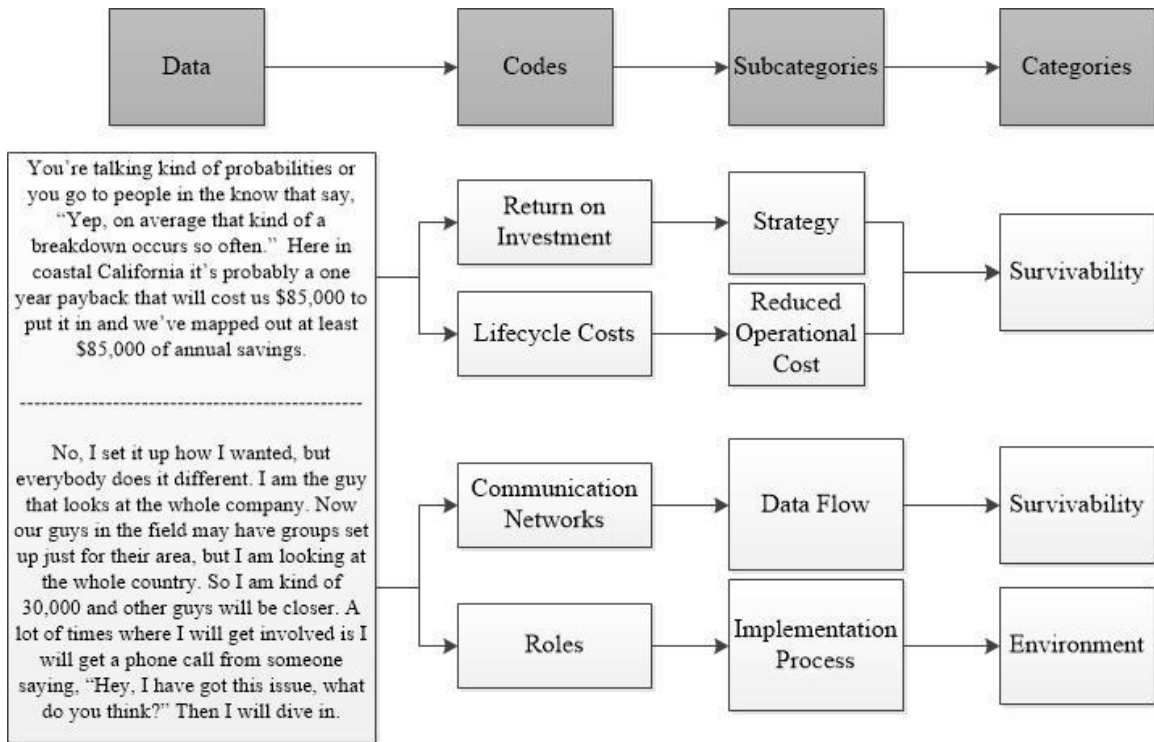 Data
Codes
Subcategories
Categories
You’re talking kind of probabilities or
you go to people in the know that say,
“Yep, on average that kind of a
breakdown occurs so often.”  Here in
coastal California it’s probably a one
year payback that will cost us $85,000 to
put it in and we’ve mapped out at least
$85,000 of annual savings.
------------------------------------------------
No, I set it up how I wanted, but
everybody does it different. I am the guy
that looks at the whole company. Now
our guys in the field may have groups set
up just for their area, but I am looking at
the whole country. So I am kind of
30,000 and other guys will be closer. A
lot of times where I will get involved is I
will get a phone call from someone
saying, “Hey, I have got this issue, what
do you think?” Then I will dive in.
Return on
Investment
Strategy
Survivability
Lifecycle Costs
Reduced
Operational
Cost
Communication
Networks
Data Flow
Survivability
Roles
Implementation
Process
Environment